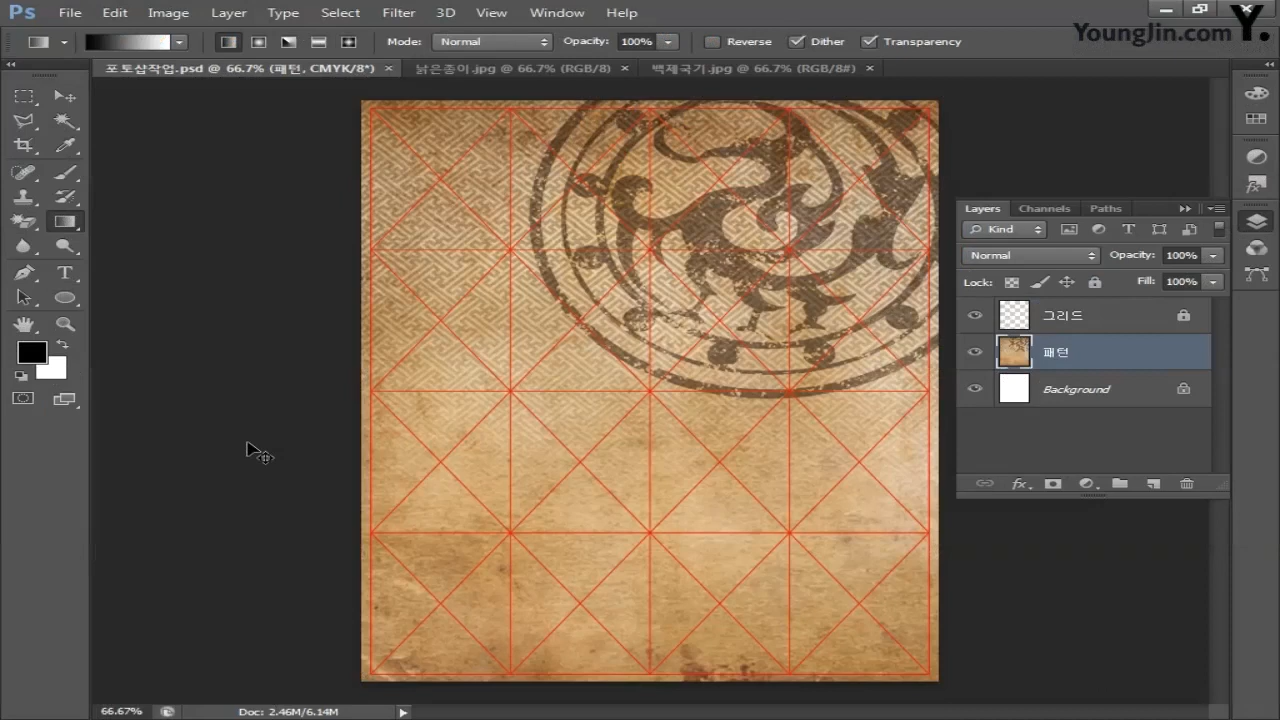 Ps File Edit Image Layer Type Select Filter 3D View Window Help
YoungJin.com Y.
Mode: Normal Opacity: 100% Reverse Dither Transparency
포토샵작업.psd @ 66.7% (패턴, CMYK/8*) × 낡은종이.jpg @ 66.7% (RGB/8) × 백제국기.jpg @ 66.7% (RGB/8#) ×
Layers Channels Paths
Kind
Normal Opacity: 100%
Lock: Fill: 100%
그리드
패턴
Background
66.67% Doc: 2.46M/6.14M